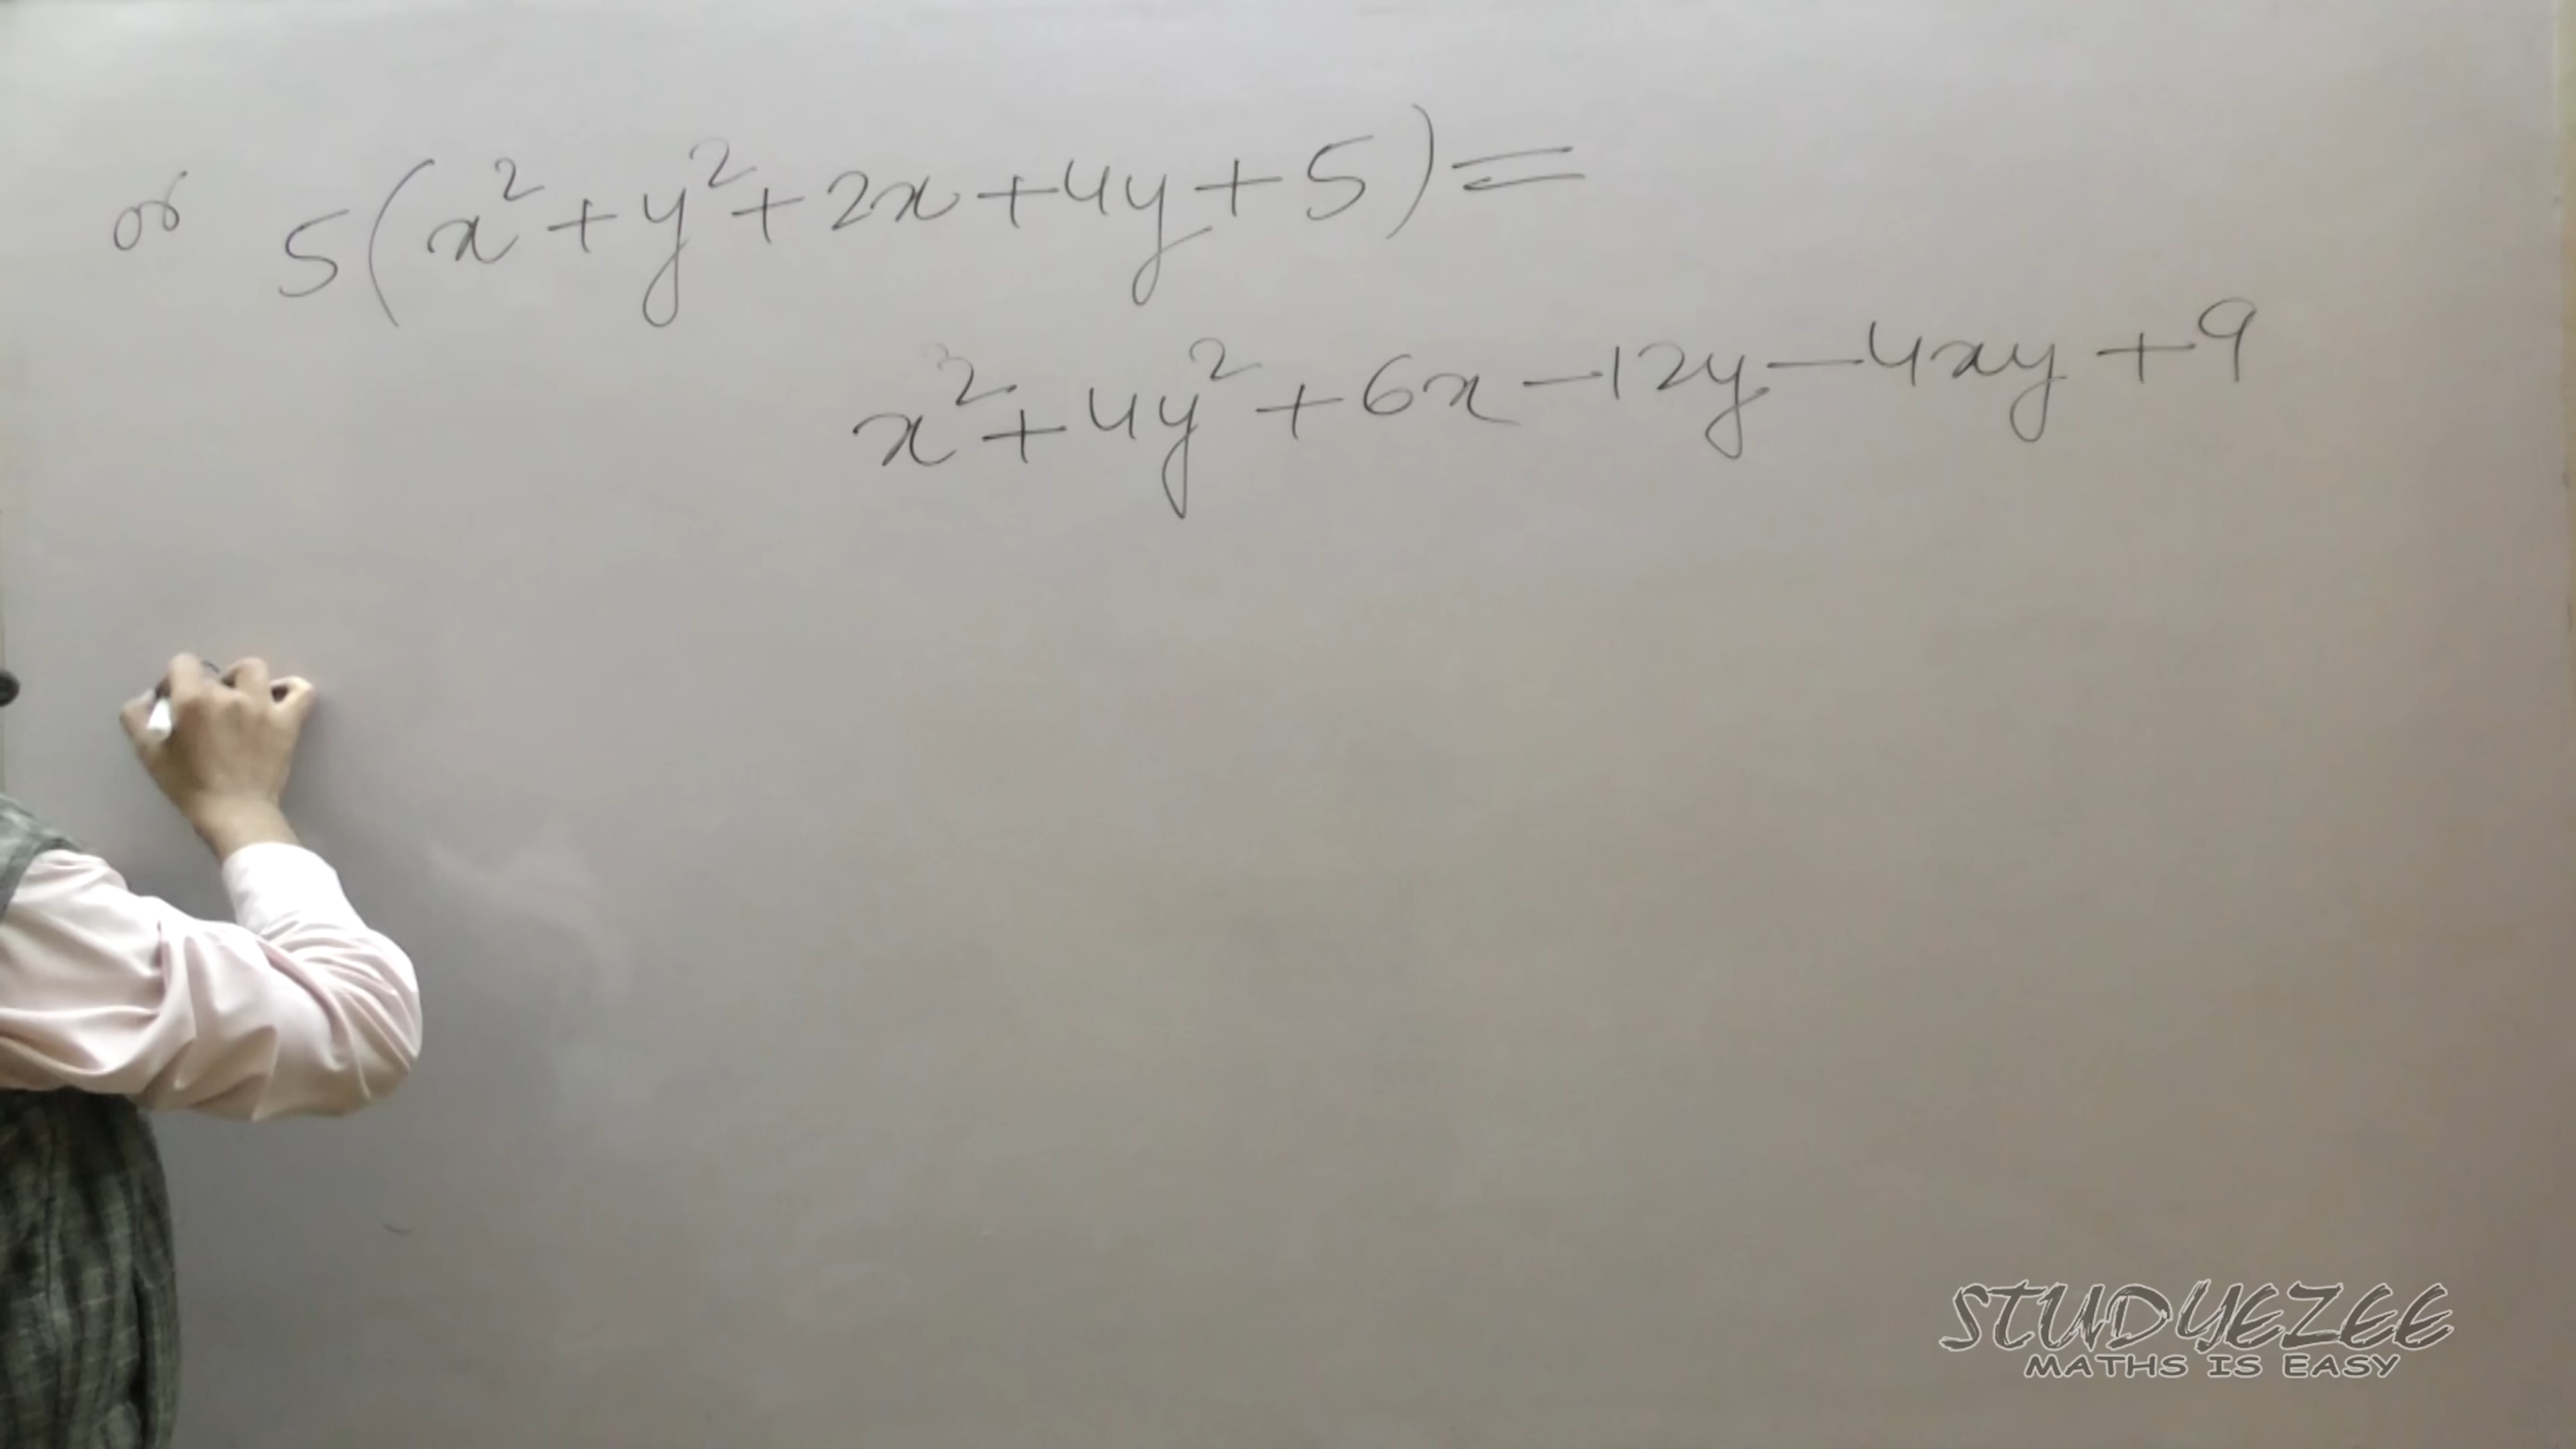 or 5(x²+y²+2x+4y+5)=
x²+4y²+6x-12y-4xy+9
STUDYEZEE
MATHS IS EASY